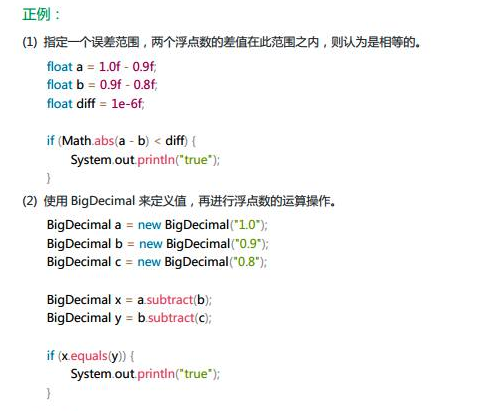 正例：
(1) 指定一个误差范围，两个浮点数的差值在此范围之内，则认为是相等的。
float a = 1.0f - 0.9f;
float b = 0.9f - 0.8f;
float diff = 1e-6f;
if (Math.abs(a - b) < diff) {
System.out.println("true");
}
(2) 使用 BigDecimal 来定义值，再进行浮点数的运算操作。
BigDecimal a = new BigDecimal("1.0");
BigDecimal b = new BigDecimal("0.9");
BigDecimal c = new BigDecimal("0.8");
BigDecimal x = a.subtract(b);
BigDecimal y = b.subtract(c);
if (x.equals(y)) {
System.out.println("true");
}